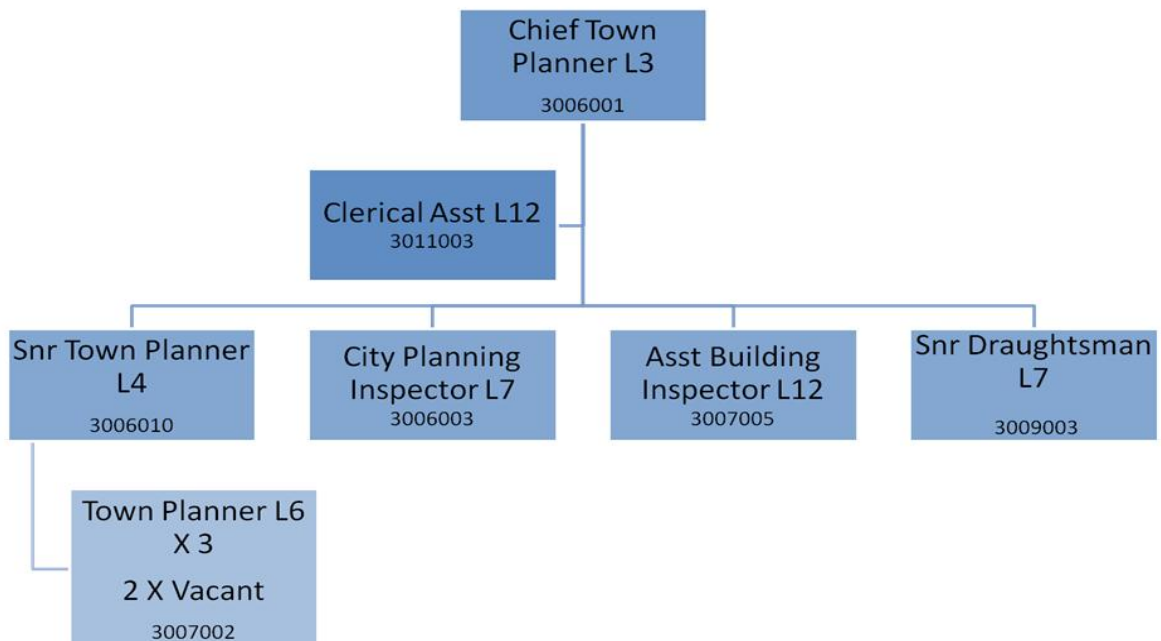 Chief Town
Planner L3
3006001
Clerical Asst L12
3011003
Snr Town Planner
L4
3006010
City Planning
Inspector L7
3006003
Asst Building
Inspector L12
3007005
Snr Draughtsman
L7
3009003
Town Planner L6
X 3
2 X Vacant
3007002